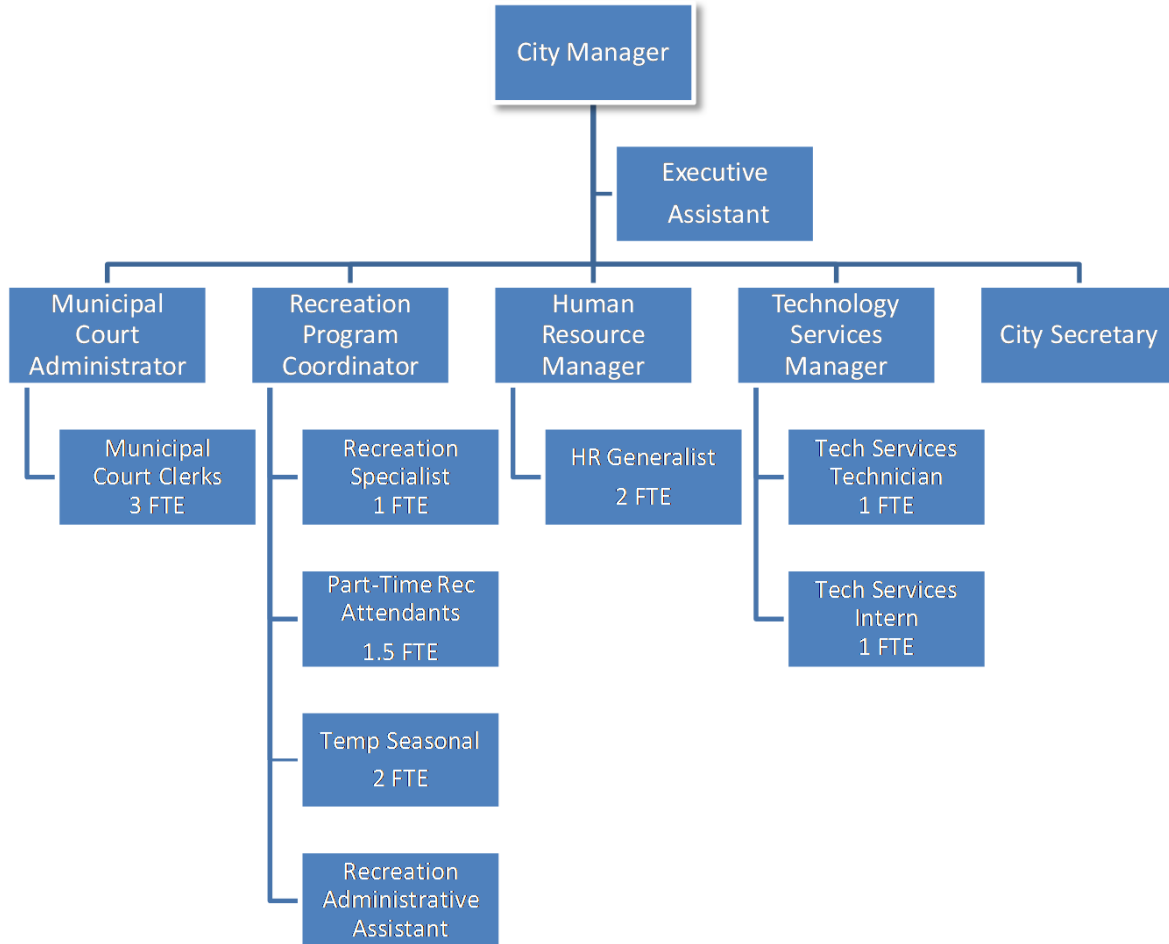 City Manager
Executive
Assistant
Municipal
Court
Administrator
Recreation
Program
Coordinator
Human
Resource
Manager
Technology
Services
Manager
City Secretary
Municipal
Court Clerks
3 FTE
Recreation
Specialist
1 FTE
HR Generalist
2 FTE
Tech Services
Technician
1 FTE
Part-Time Rec
Attendants
1.5 FTE
Tech Services
Intern
1 FTE
Temp Seasonal
2 FTE
Recreation
Administrative
Assistant